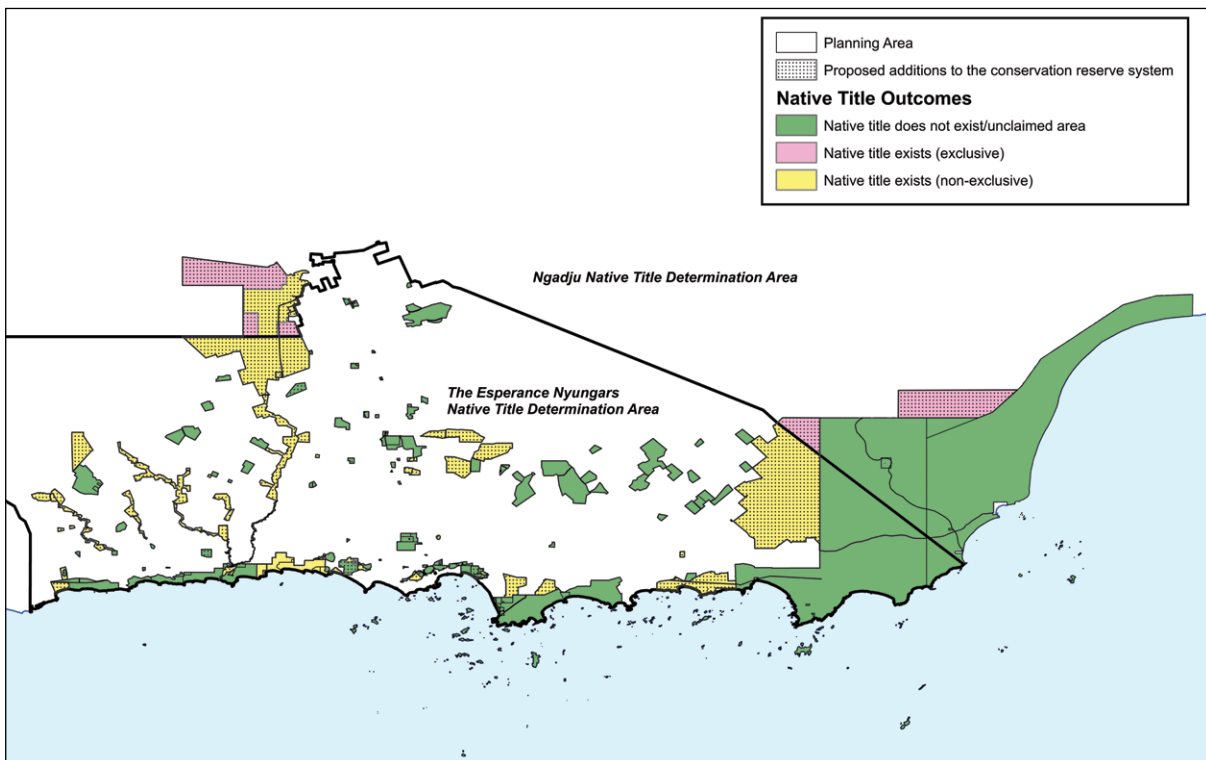 Planning Area
Proposed additions to the conservation reserve system
Native Title Outcomes
Native title does not exist/unclaimed area
Native title exists (exclusive)
Native title exists (non-exclusive)
Ngadju Native Title Determination Area
The Esperance Nyungars
Native Title Determination Area